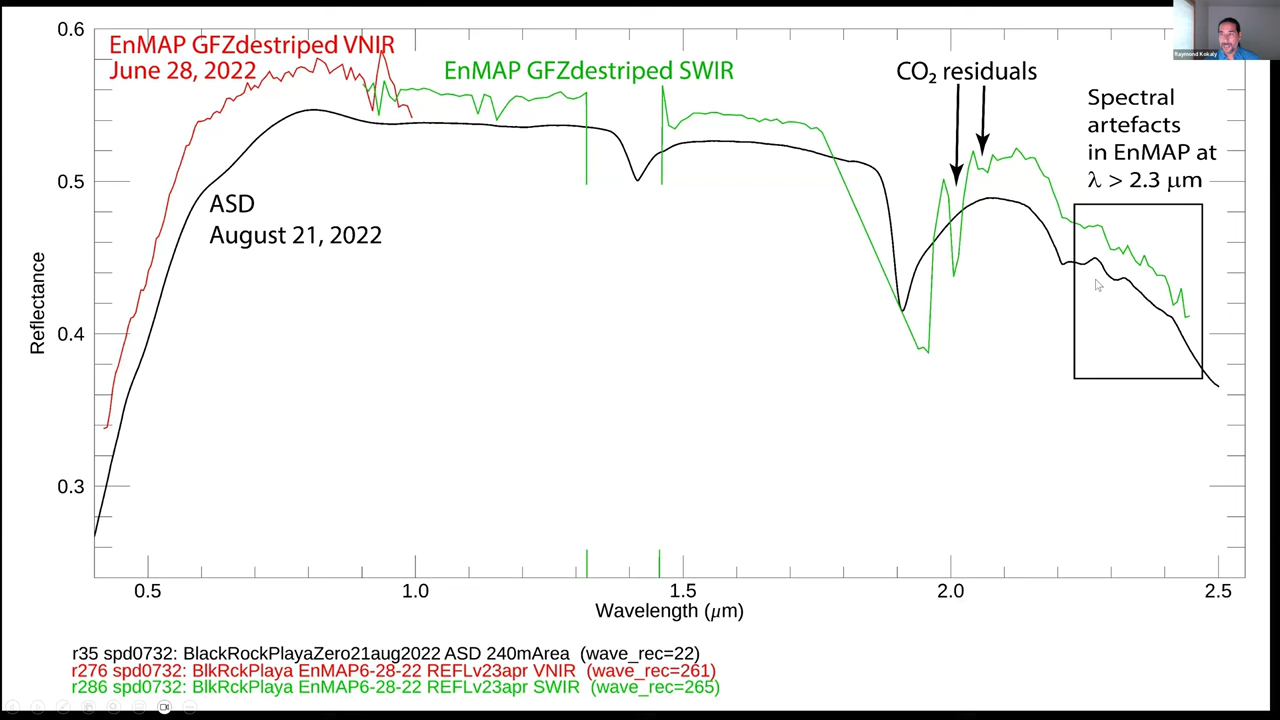 EnMAP GFZdestriped VNIR
June 28, 2022
EnMAP GFZdestriped SWIR
CO₂ residuals
Raymond Kokaly
Spectral
artefacts
in EnMAP at
λ > 2.3 μm
ASD
August 21, 2022
Reflectance
0.6
0.5
0.4
0.3
0.5
1.0
1.5
2.0
2.5
Wavelength (μm)
r35 spd0732: BlackRockPlayaZero21aug2022 ASD 240mArea (wave_rec=22)
r276 spd0732: BlkRckPlaya EnMAP6-28-22 REFLv23apr VNIR (wave_rec=261)
r286 spd0732: BlkRckPlaya EnMAP6-28-22 REFLv23apr SWIR (wave_rec=265)